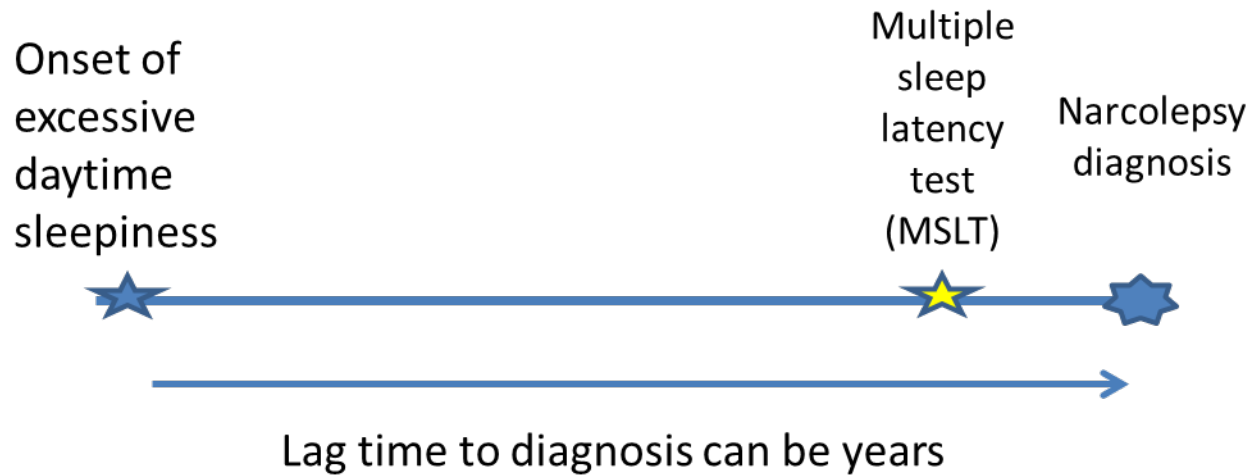 Onset of
excessive
daytime
sleepiness
Multiple
sleep
latency
test
(MSLT)
Narcolepsy
diagnosis
Lag time to diagnosis can be years